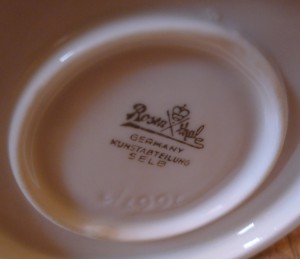 Rosenthal
GERMANY
KUNSTABTEILUNG
SELB